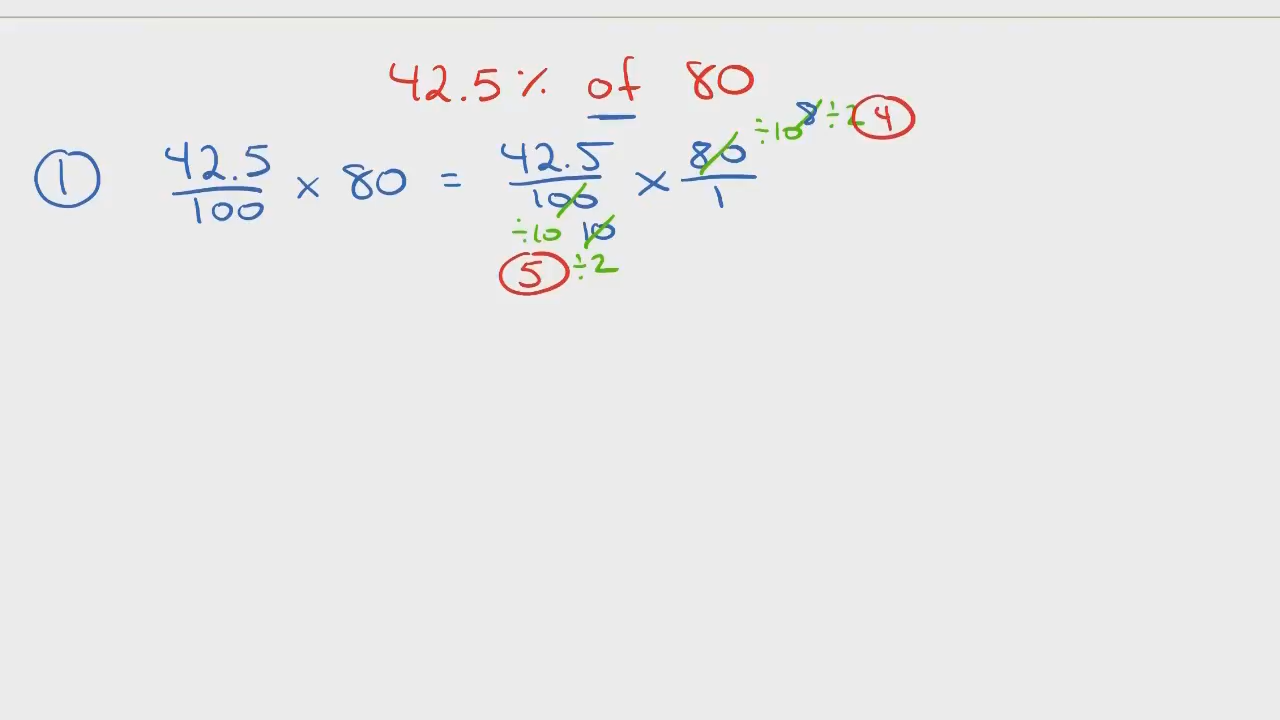 42.5% of 80
÷10 8 ÷2 4
1 42.5/100 × 80 = 42.5/100 × 80/1
÷10 10
5 ÷2